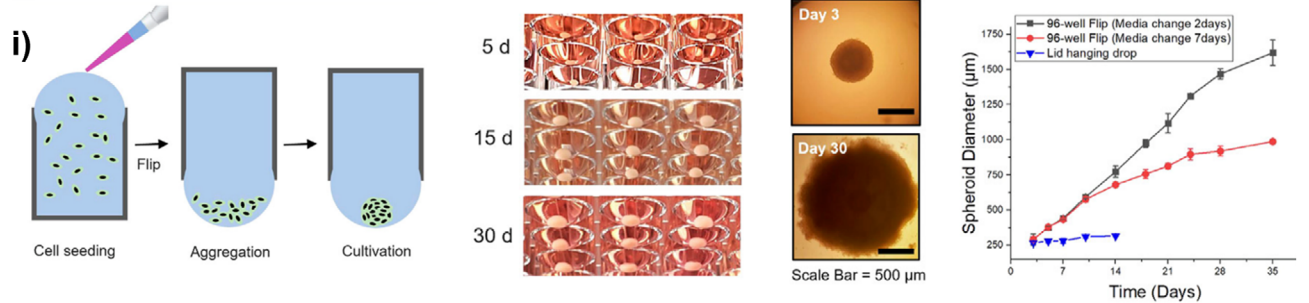 i)
Flip
Cell seeding
Aggregation
Cultivation
5 d
15 d
30 d
Day 3
Day 30
Scale Bar = 500 µm
96-well Flip (Media change 2days)
96-well Flip (Media change 7days)
Lid hanging drop
Spheroid Diameter (µm)
1750
1500
1250
1000
750
500
250
0
7
14
21
28
35
Time (Days)